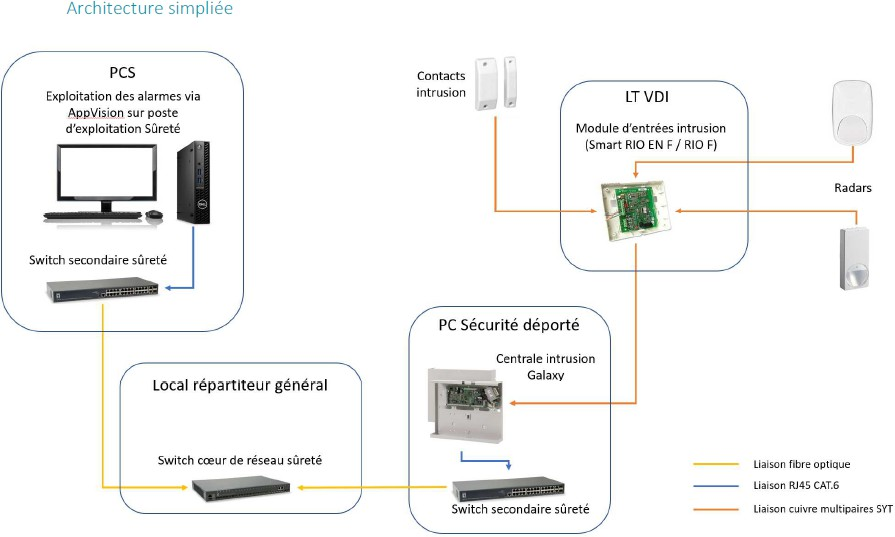 Architecture simpliée
PCS
Exploitation des alarmes via
AppVision sur poste
d'exploitation Sûreté
Switch secondaire sûreté
Contacts
intrusion
LT VDI
Module d'entrées intrusion
(Smart RIO EN F / RIO F)
Radars
PC Sécurité déporté
Centrale intrusion
Galaxy
Switch secondaire sûreté
Local répartiteur général
Switch cœur de réseau sûreté
Liaison fibre optique
Liaison RJ45 CAT.6
Liaison cuivre multipaires SYT